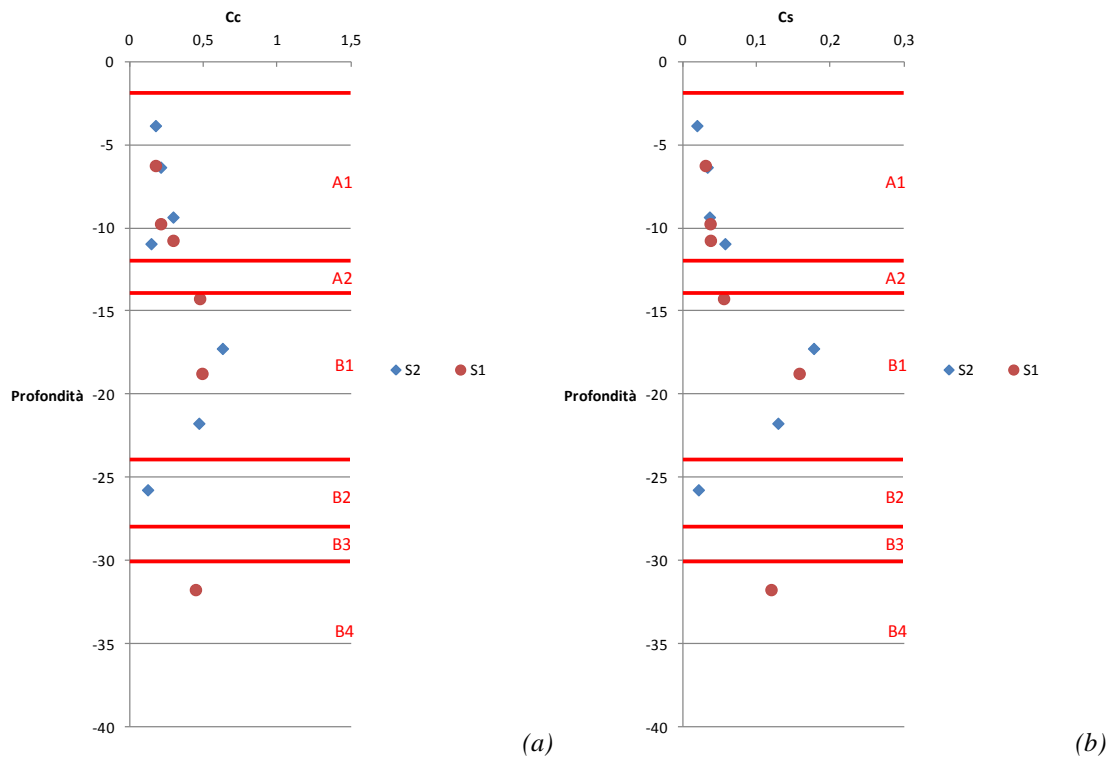 Cc
0 0,5 1 1,5
0
-5
-10
-15
-20
-25
-30
-35
-40
Profondità
A1
A2
B1
B2
B3
B4
S2 S1
(a)
Cs
0 0,1 0,2 0,3
0
-5
-10
-15
-20
-25
-30
-35
-40
Profondità
A1
A2
B1
B2
B3
B4
S2 S1
(b)